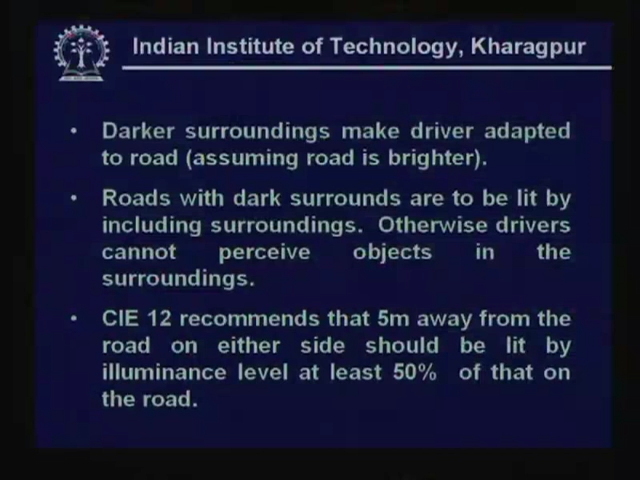 Indian Institute of Technology, Kharagpur
• Darker surroundings make driver adapted
to road (assuming road is brighter).
• Roads with dark surrounds are to be lit by
including surroundings. Otherwise drivers
cannot perceive objects in the
surroundings.
• CIE 12 recommends that 5m away from the
road on either side should be lit by
illuminance level at least 50% of that on
the road.